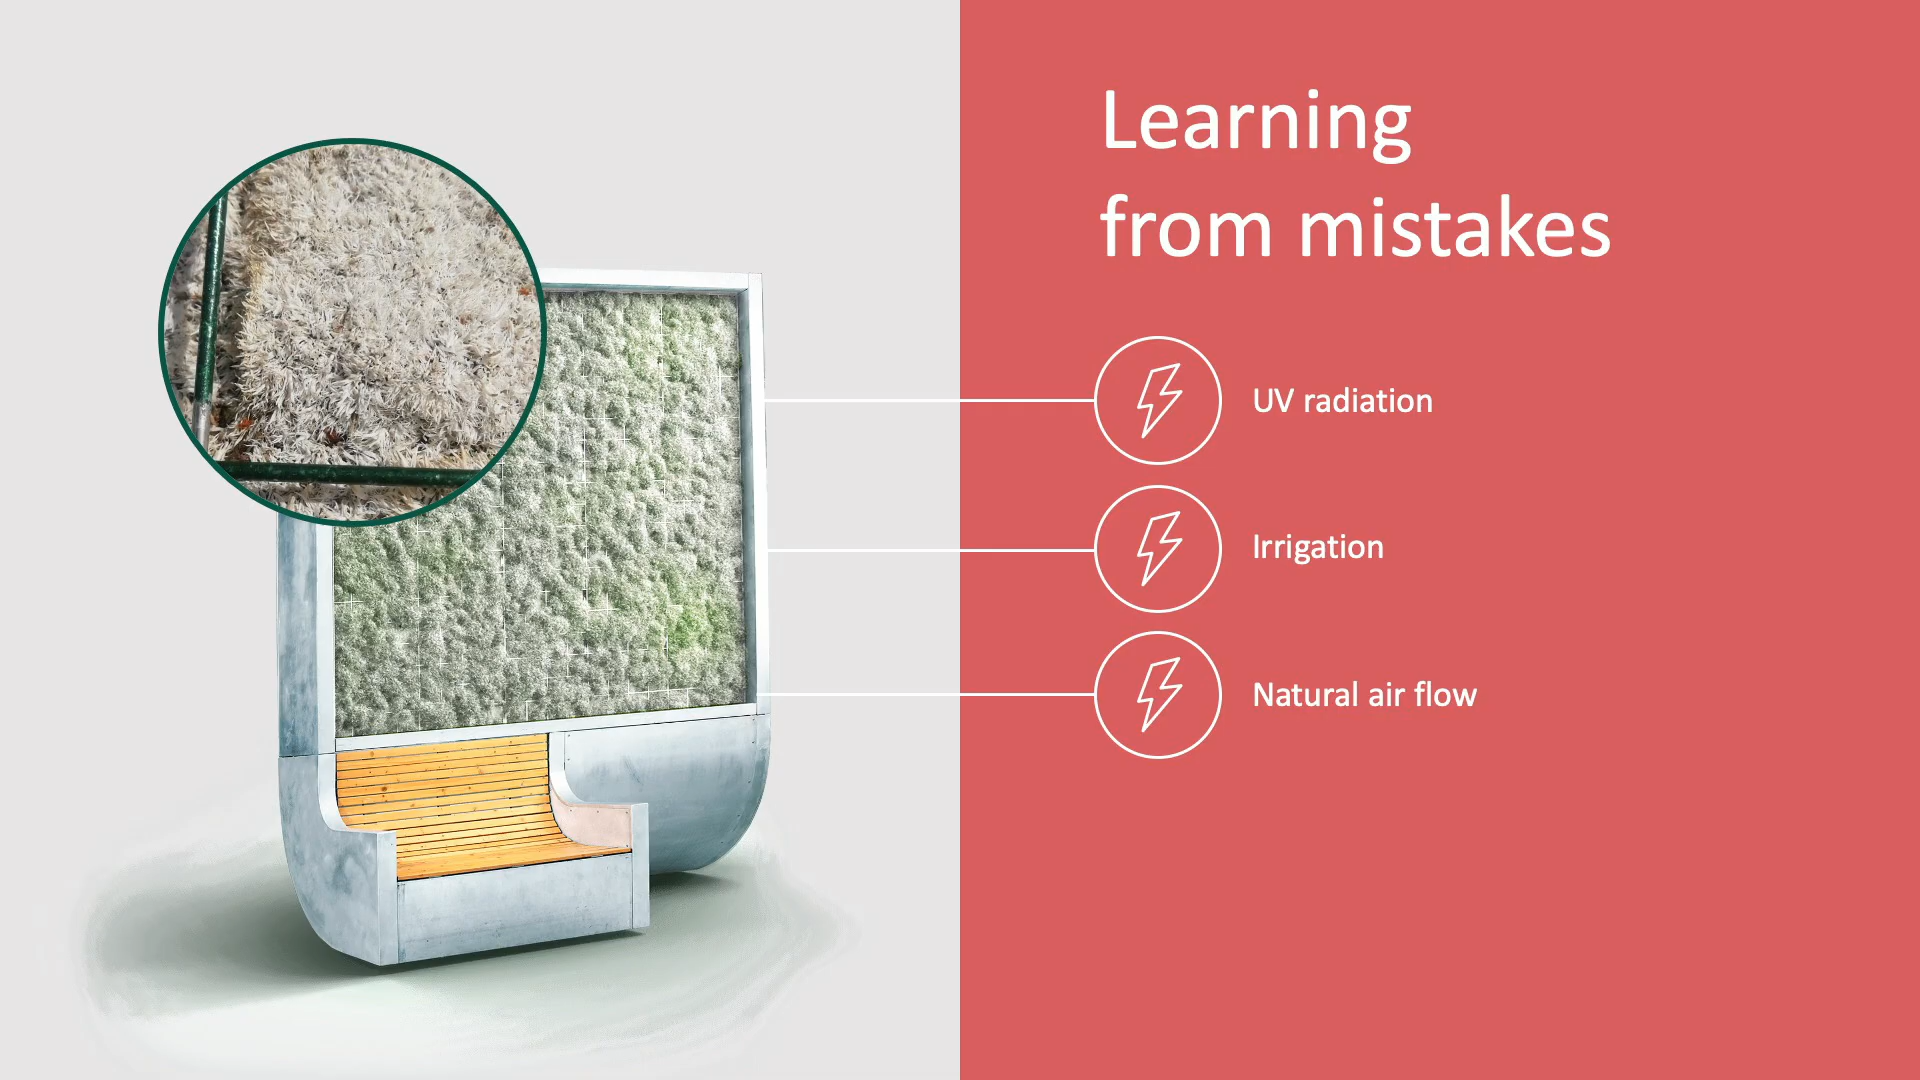 Learning
from mistakes
UV radiation
Irrigation
Natural air flow